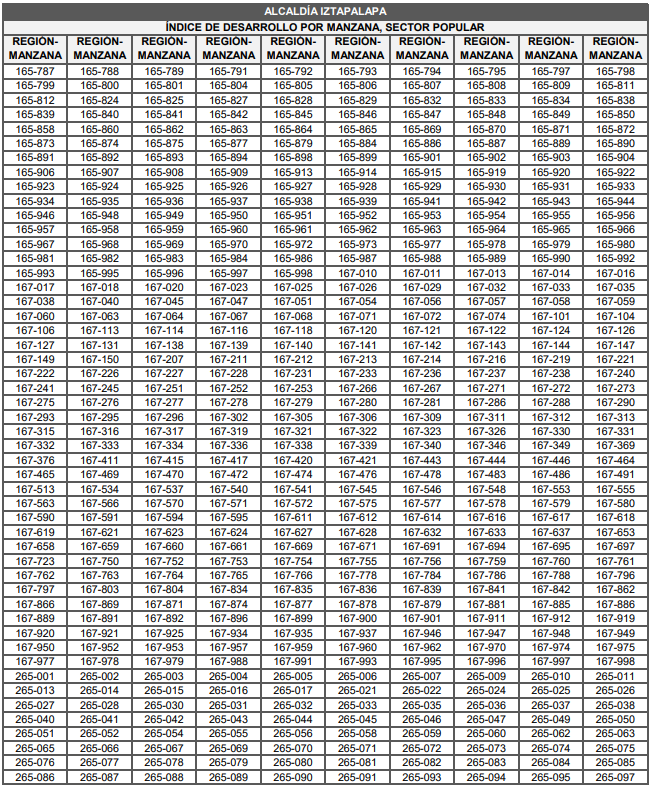 ALCALDÍA IZTAPALAPA
ÍNDICE DE DESARROLLO POR MANZANA, SECTOR POPULAR
REGIÓN-MANZANA REGIÓN-MANZANA REGIÓN-MANZANA REGIÓN-MANZANA REGIÓN-MANZANA REGIÓN-MANZANA REGIÓN-MANZANA REGIÓN-MANZANA REGIÓN-MANZANA REGIÓN-MANZANA
165-787 165-788 165-789 165-791 165-792 165-793 165-794 165-795 165-797 165-798
165-799 165-800 165-801 165-804 165-805 165-806 165-807 165-808 165-809 165-811
165-812 165-824 165-825 165-827 165-828 165-829 165-832 165-833 165-834 165-838
165-839 165-840 165-841 165-842 165-845 165-846 165-847 165-848 165-849 165-850
165-858 165-860 165-862 165-863 165-864 165-865 165-869 165-870 165-871 165-872
165-873 165-874 165-875 165-877 165-879 165-884 165-886 165-887 165-889 165-890
165-891 165-892 165-893 165-894 165-898 165-899 165-901 165-902 165-903 165-904
165-906 165-907 165-908 165-909 165-913 165-914 165-915 165-919 165-920 165-922
165-923 165-924 165-925 165-926 165-927 165-928 165-929 165-930 165-931 165-933
165-934 165-935 165-936 165-937 165-938 165-939 165-941 165-942 165-943 165-944
165-946 165-948 165-949 165-950 165-951 165-952 165-953 165-954 165-955 165-956
165-957 165-958 165-959 165-960 165-961 165-962 165-963 165-964 165-965 165-966
165-967 165-968 165-969 165-970 165-972 165-973 165-977 165-978 165-979 165-980
165-981 165-982 165-983 165-984 165-986 165-987 165-988 165-989 165-990 165-992
165-993 165-995 165-996 165-997 165-998 167-010 167-011 167-013 167-014 167-016
167-017 167-018 167-020 167-023 167-025 167-026 167-029 167-032 167-033 167-035
167-038 167-040 167-045 167-047 167-051 167-054 167-056 167-057 167-058 167-059
167-060 167-063 167-064 167-067 167-068 167-071 167-072 167-074 167-101 167-104
167-106 167-113 167-114 167-116 167-118 167-120 167-121 167-122 167-124 167-126
167-127 167-131 167-138 167-139 167-140 167-141 167-142 167-143 167-144 167-147
167-149 167-150 167-207 167-211 167-212 167-213 167-214 167-216 167-219 167-221
167-222 167-226 167-227 167-228 167-231 167-233 167-236 167-237 167-238 167-240
167-241 167-245 167-251 167-252 167-253 167-266 167-267 167-271 167-272 167-273
167-275 167-276 167-277 167-278 167-279 167-280 167-281 167-286 167-288 167-290
167-293 167-295 167-296 167-302 167-305 167-306 167-309 167-311 167-312 167-313
167-315 167-316 167-317 167-319 167-321 167-322 167-323 167-326 167-330 167-331
167-332 167-333 167-334 167-336 167-338 167-339 167-340 167-346 167-349 167-369
167-376 167-411 167-415 167-417 167-420 167-421 167-443 167-444 167-446 167-464
167-465 167-469 167-470 167-472 167-474 167-476 167-478 167-483 167-486 167-491
167-513 167-534 167-537 167-540 167-541 167-545 167-546 167-548 167-553 167-555
167-563 167-566 167-570 167-571 167-572 167-575 167-577 167-578 167-579 167-580
167-590 167-591 167-594 167-595 167-611 167-612 167-614 167-616 167-617 167-618
167-619 167-621 167-623 167-624 167-627 167-628 167-632 167-633 167-637 167-653
167-658 167-659 167-660 167-661 167-669 167-671 167-691 167-694 167-695 167-697
167-723 167-750 167-752 167-753 167-754 167-755 167-756 167-759 167-760 167-761
167-762 167-763 167-764 167-765 167-766 167-778 167-784 167-786 167-788 167-796
167-797 167-803 167-804 167-834 167-835 167-836 167-839 167-841 167-842 167-862
167-866 167-869 167-871 167-874 167-877 167-878 167-879 167-881 167-885 167-886
167-889 167-891 167-892 167-896 167-899 167-900 167-901 167-911 167-912 167-919
167-920 167-921 167-925 167-934 167-935 167-937 167-946 167-947 167-948 167-949
167-950 167-952 167-953 167-957 167-959 167-960 167-962 167-970 167-974 167-975
167-977 167-978 167-979 167-988 167-991 167-993 167-995 167-996 167-997 167-998
265-001 265-002 265-003 265-004 265-005 265-006 265-007 265-009 265-010 265-011
265-013 265-014 265-015 265-016 265-017 265-021 265-022 265-024 265-025 265-026
265-027 265-028 265-030 265-031 265-032 265-033 265-035 265-036 265-037 265-038
265-040 265-041 265-042 265-043 265-044 265-045 265-046 265-047 265-049 265-050
265-051 265-052 265-054 265-055 265-056 265-058 265-059 265-060 265-062 265-063
265-065 265-066 265-067 265-069 265-070 265-071 265-072 265-073 265-074 265-075
265-076 265-077 265-078 265-079 265-080 265-081 265-082 265-083 265-084 265-085
265-086 265-087 265-088 265-089 265-090 265-091 265-093 265-094 265-095 265-097